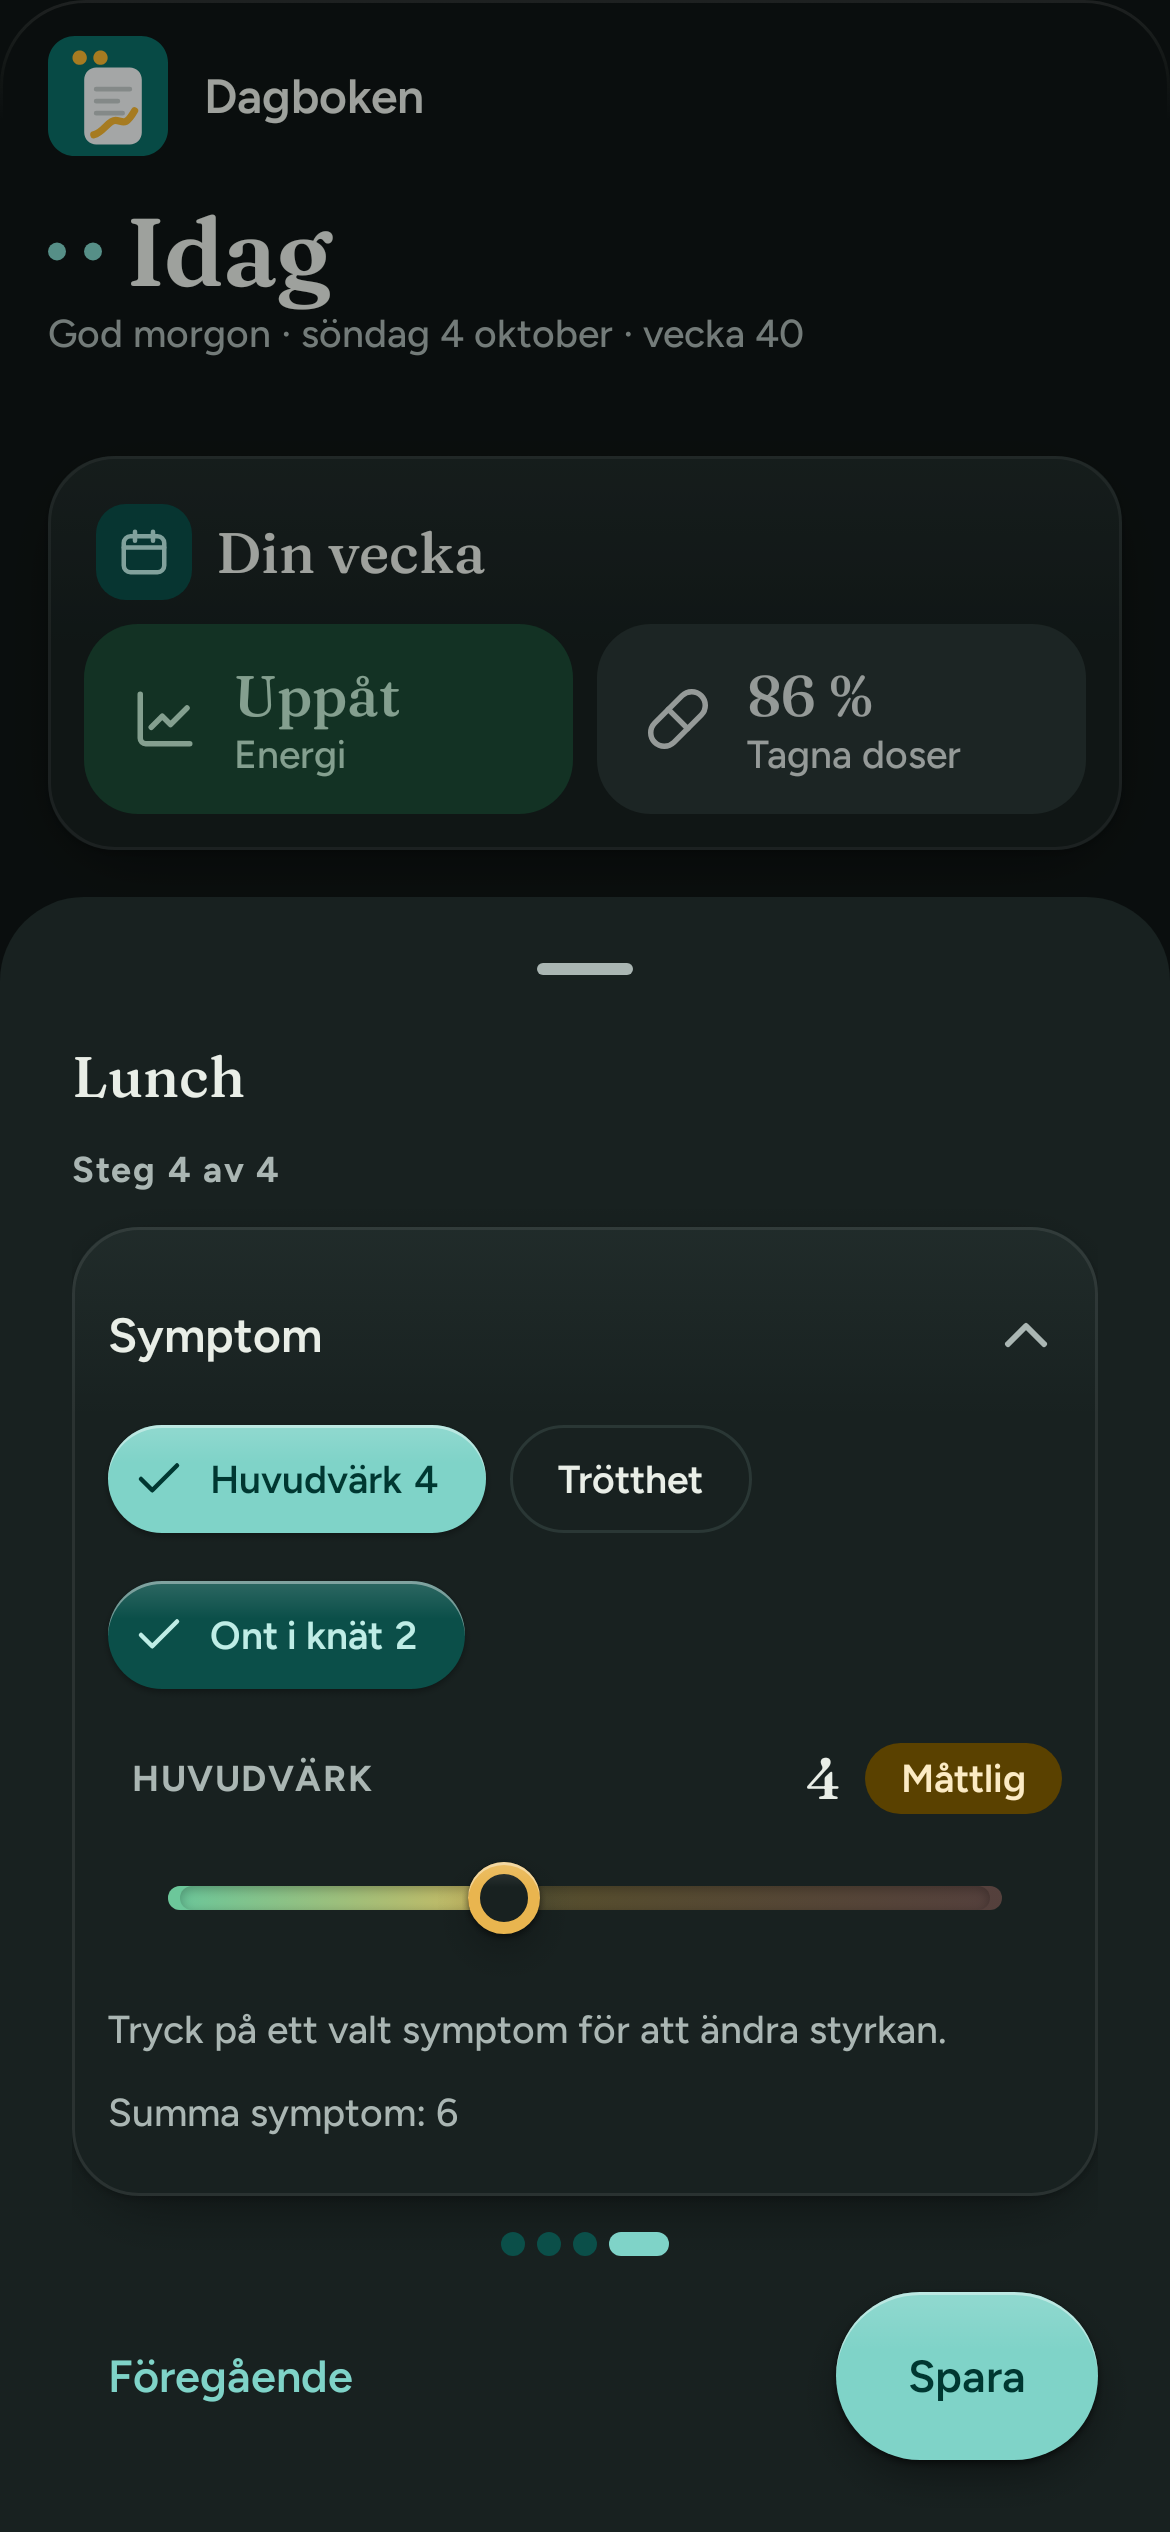 Dagboken
Idag
God morgon · söndag 4 oktober · vecka 40
Din vecka
Uppåt
Energi
86 %
Tagna doser
Lunch
Steg 4 av 4
Symptom
Huvudvärk 4
Trötthet
Ont i knät 2
HUVUDVÄRK
4
Måttlig
Tryck på ett valt symptom för att ändra styrkan.
Summa symptom: 6
Föregående
Spara